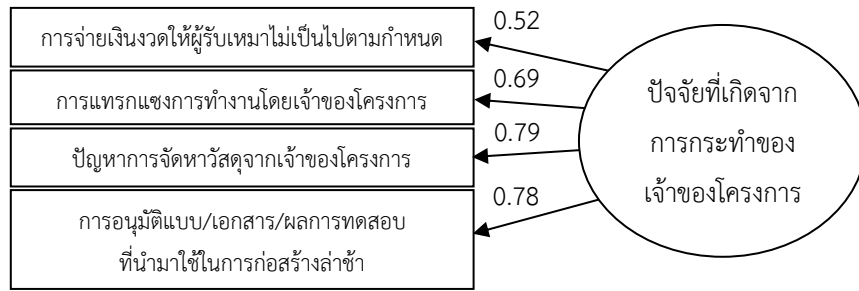 การจ่ายเงินงวดให้ผู้รับเหมาไม่เป็นไปตามกำหนด
0.52
การแทรกแซงการทำงานโดยเจ้าของโครงการ
0.69
ปัญหาการจัดหาวัสดุจากเจ้าของโครงการ
0.79
การอนุมัติแบบ/เอกสาร/ผลการทดสอบ
ที่นำมาใช้ในการก่อสร้างล่าช้า
0.78
ปัจจัยที่เกิดจาก
การกระทำของ
เจ้าของโครงการ